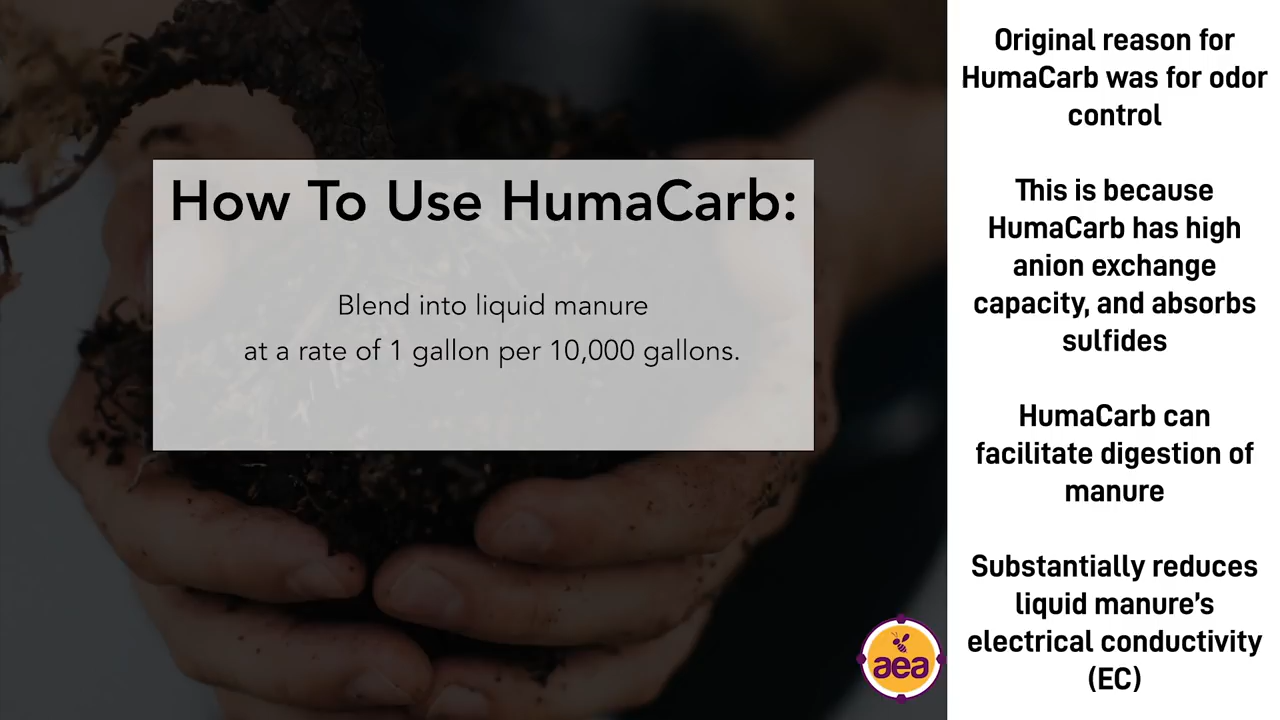 How To Use HumaCarb:
Blend into liquid manure
at a rate of 1 gallon per 10,000 gallons.
aea
Original reason for
HumaCarb was for odor
control
This is because
HumaCarb has high
anion exchange
capacity, and absorbs
sulfides
HumaCarb can
facilitate digestion of
manure
Substantially reduces
liquid manure's
electrical conductivity
(EC)